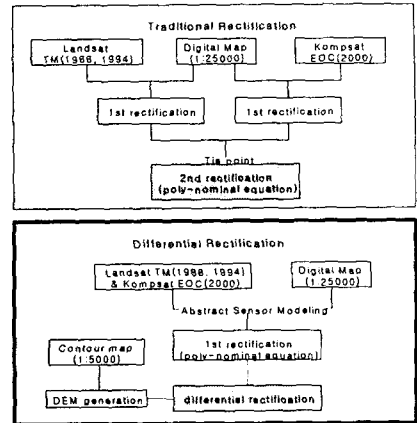 Traditional Rectification
Landsat
TM(1988, 1994)
Digital Map
(1:25000)
Kompsat
EOC(2000)
1st rectification
1st rectification
Tie point
2nd rectification
(poly-nominal equation)
Differential Rectification
Landsat TM(1988, 1994)
& Kompsat EOC(2000)
Digital Map
(1:25000)
Abstract Sensor Modeling
1st rectification
(poly-nominal equation)
Contour map
(1:5000)
DEM generation
differential rectification